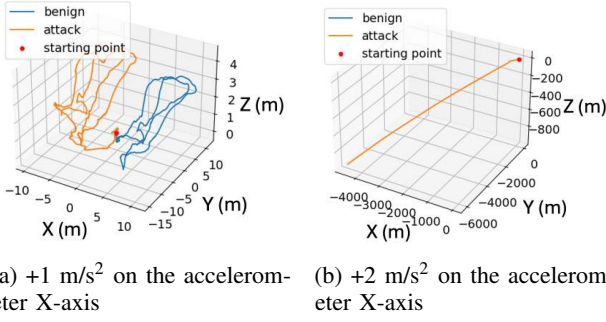 benign
attack
starting point
4
3
2
1
0
Z (m)
−10
−5
0
5
10
X (m)
−15
−10
−5
0
5
10
Y (m)
benign
attack
starting point
0
−200
−400
−600
−800
Z (m)
−4000
−3000
−2000
−1000
0
X (m)
−6000
−4000
−2000
0
Y (m)
a) +1 m/s² on the accelerom-
eter X-axis
(b) +2 m/s² on the accelerom
eter X-axis